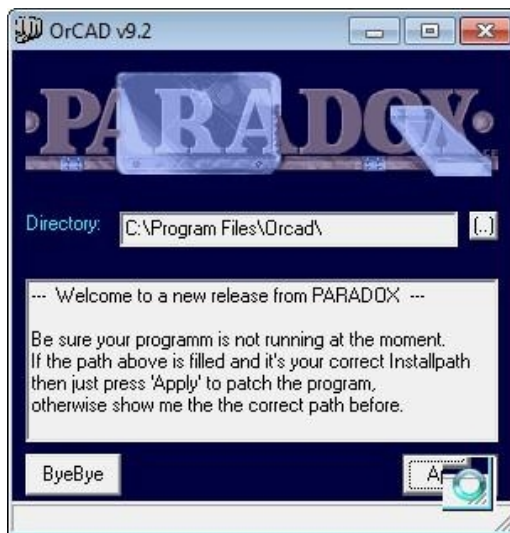 OrCAD v9.2
PARADOX
Directory:
C:\Program Files\Orcad\
(..)
--- Welcome to a new release from PARADOX ---
Be sure your programm is not running at the moment.
If the path above is filled and it's your correct Installpath
then just press 'Apply' to patch the program,
otherwise show me the the correct path before.
ByeBye